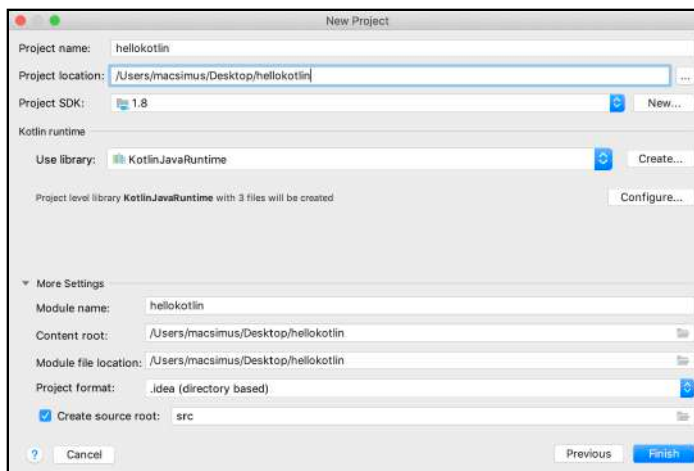 New Project
Project name: hellokotlin
Project location: /Users/macsimus/Desktop/hellokotlin ...
Project SDK: 1.8 New...
Kotlin runtime
Use library: KotlinJavaRuntime Create...
Project level library KotlinJavaRuntime with 3 files will be created Configure...
More Settings
Module name: hellokotlin
Content root: /Users/macsimus/Desktop/hellokotlin
Module file location: /Users/macsimus/Desktop/hellokotlin
Project format: .idea (directory based)
Create source root: src
? Cancel Previous Finish